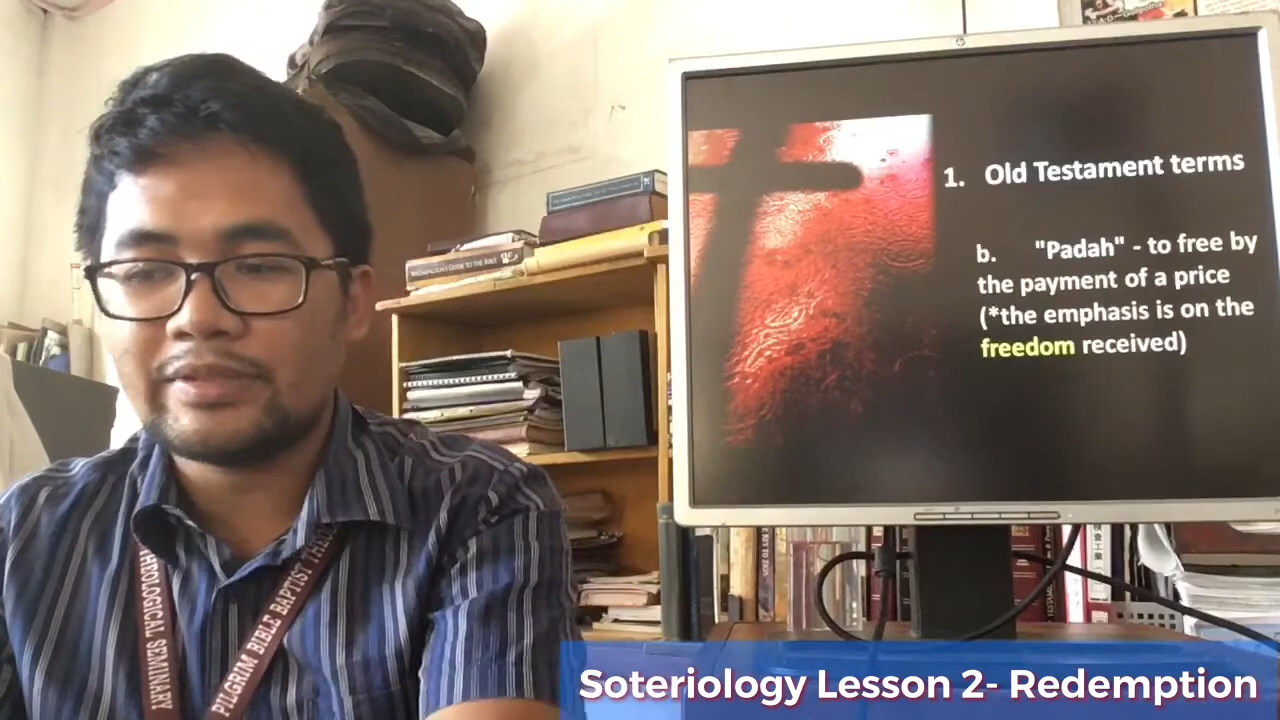 1. Old Testament terms
b. "Padah" - to free by
the payment of a price
(*the emphasis is on the
freedom received)
THEOLOGICAL SEMINARY
PILGRIM BIBLE BAPTIST THEO
Soteriology Lesson 2- Redemption